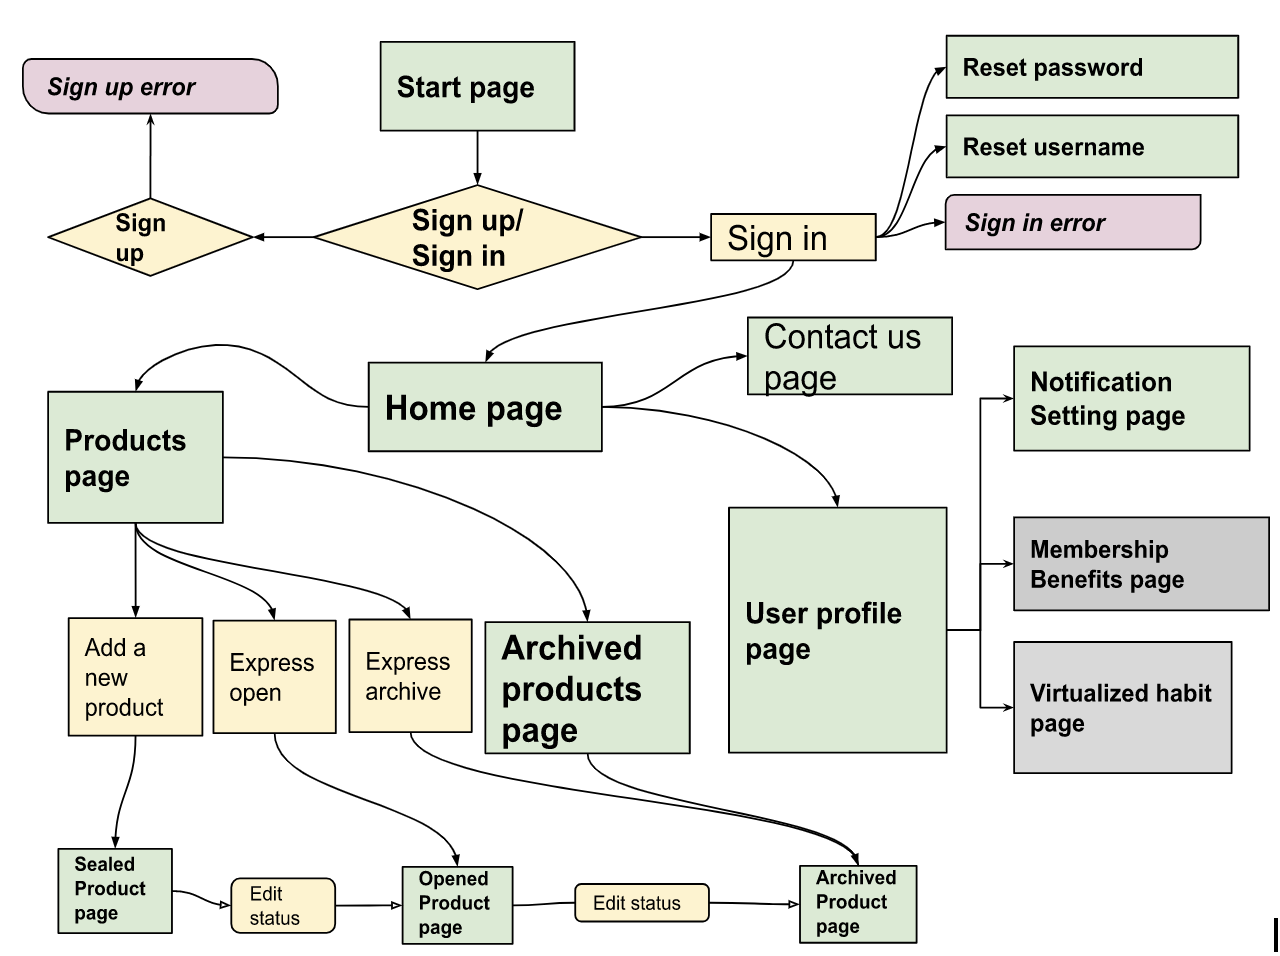 Sign up error
Start page
Reset password
Reset username
Sign
up
Sign up/
Sign in
Sign in
Sign in error
Contact us
page
Home page
Notification
Setting page
Products
page
Membership
Benefits page
User profile
page
Add a
new
product
Express
open
Express
archive
Archived
products
page
Virtualized habit
page
Sealed
Product
page
Edit
status
Opened
Product
page
Edit status
Archived
Product
page